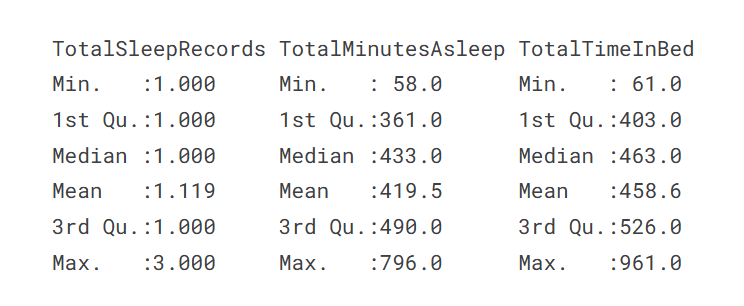 TotalSleepRecords TotalMinutesAsleep TotalTimeInBed
Min.   :1.000     Min.   : 58.0      Min.   : 61.0
1st Qu.:1.000     1st Qu.:361.0      1st Qu.:403.0
Median :1.000     Median :433.0      Median :463.0
Mean   :1.119     Mean   :419.5      Mean   :458.6
3rd Qu.:1.000     3rd Qu.:490.0      3rd Qu.:526.0
Max.   :3.000     Max.   :796.0      Max.   :961.0